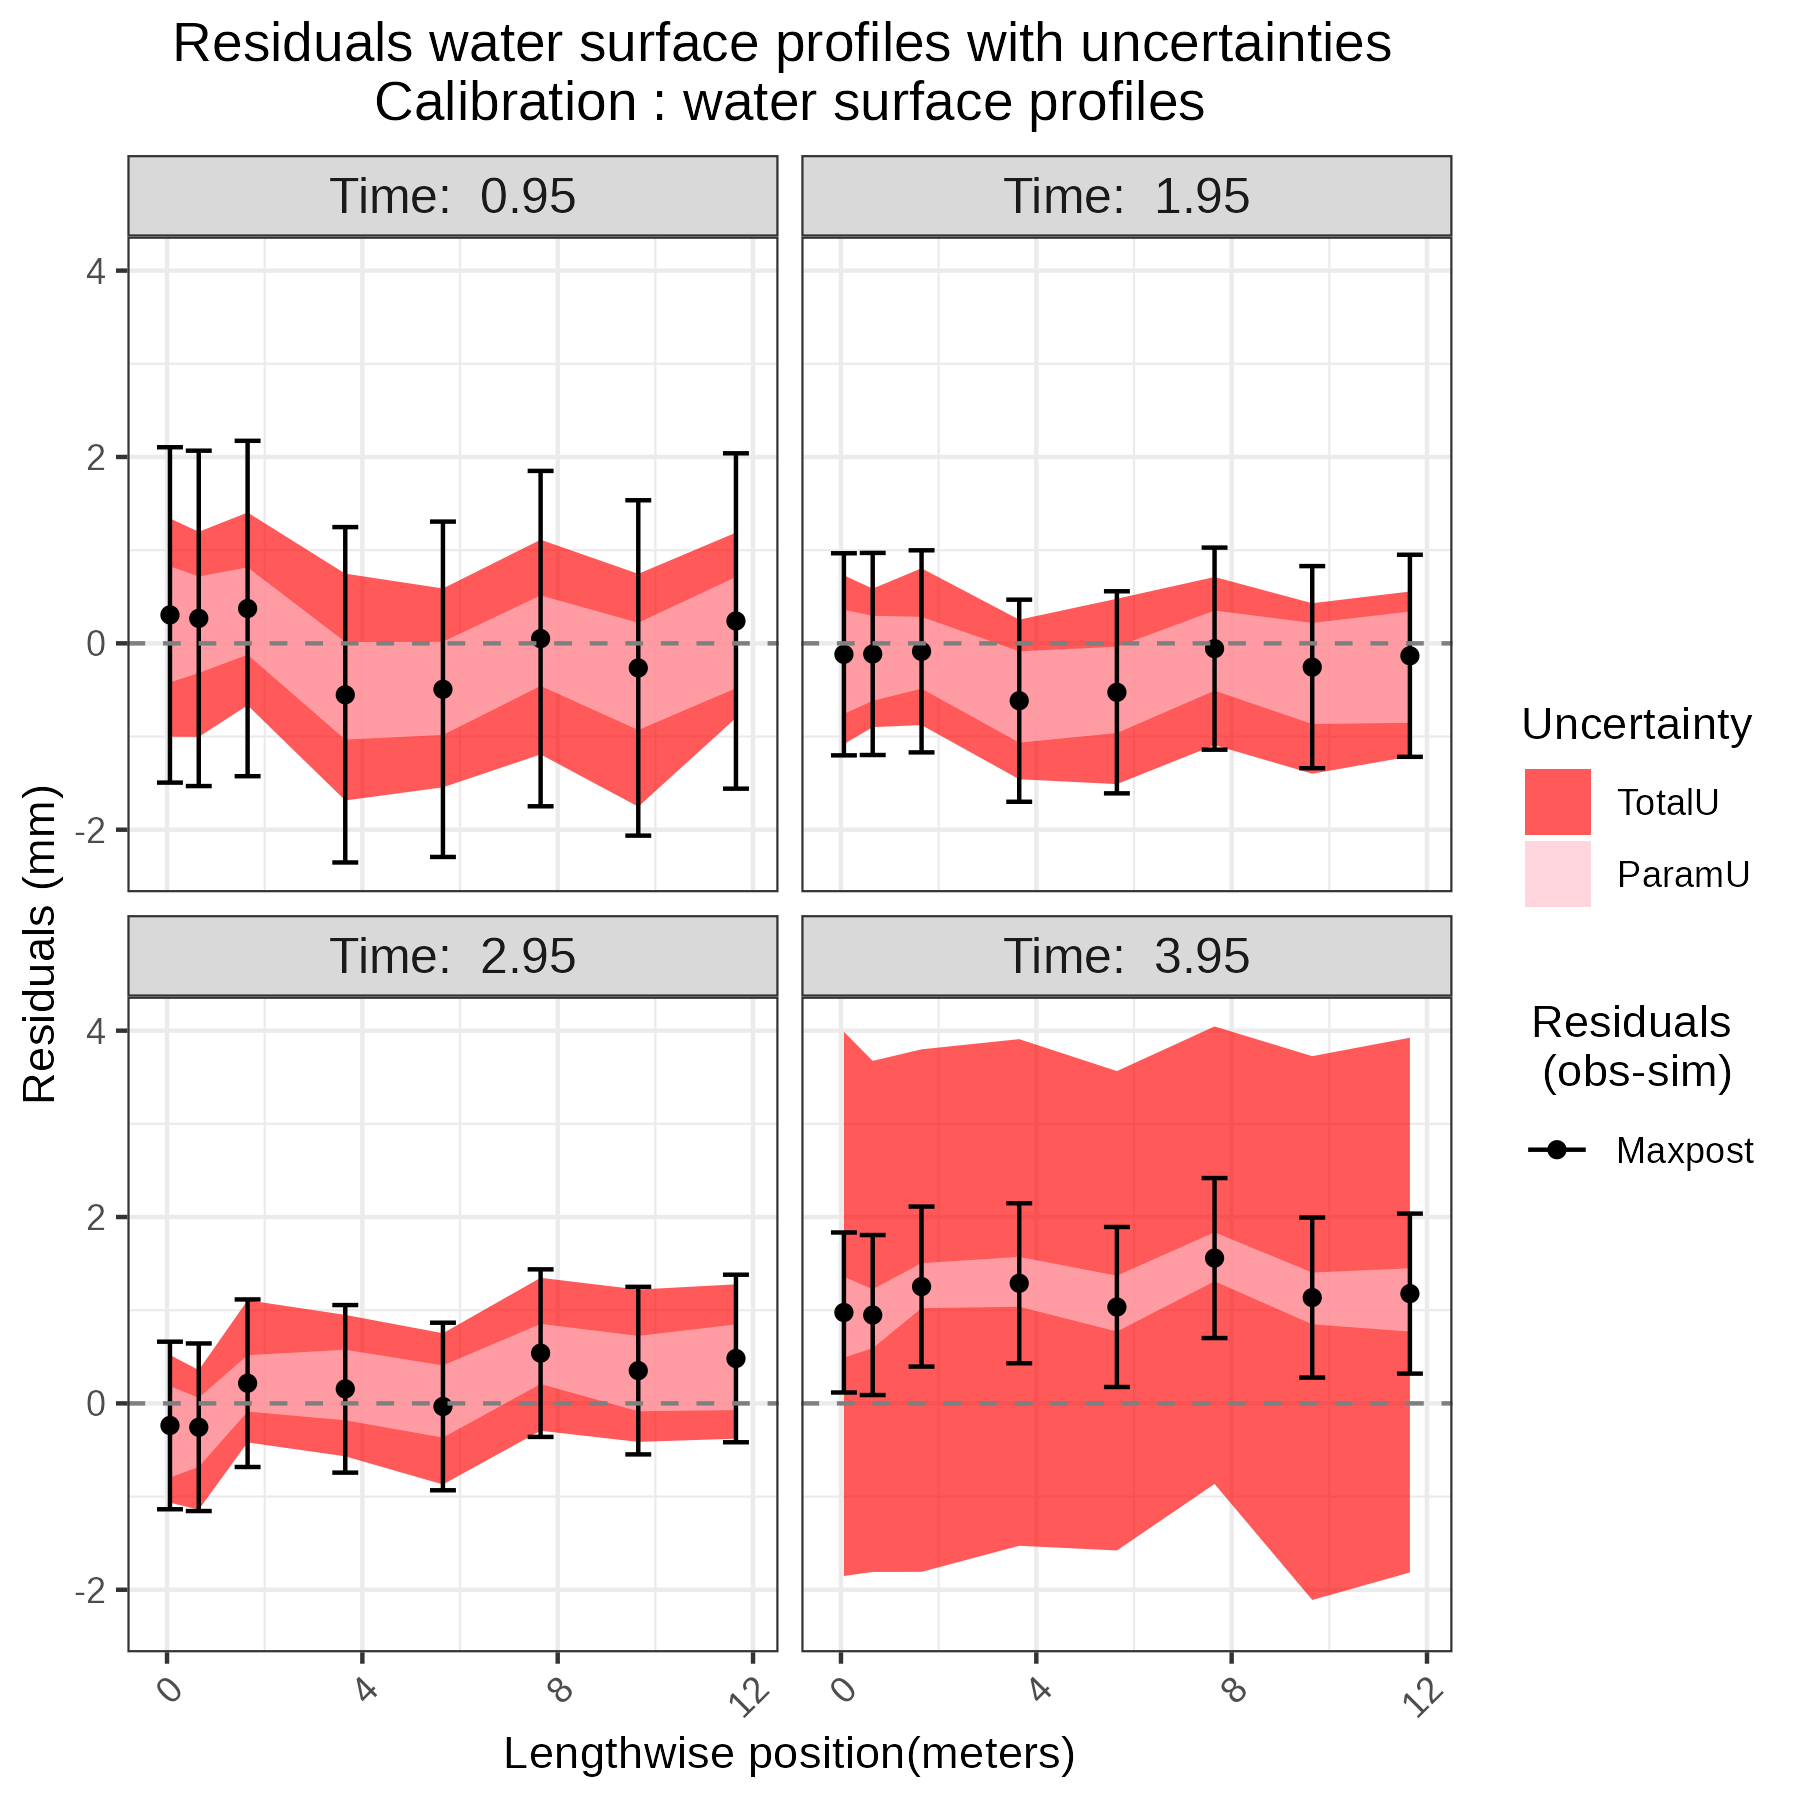 Residuals water surface profiles with uncertainties
Calibration : water surface profiles
Time:  0.95
Time:  1.95
4
2
0
-2
Time:  2.95
Time:  3.95
4
2
0
-2
0
4
8
12
0
4
8
12
Residuals (mm)
Lengthwise position(meters)
Uncertainty
TotalU
ParamU
Residuals
(obs-sim)
Maxpost